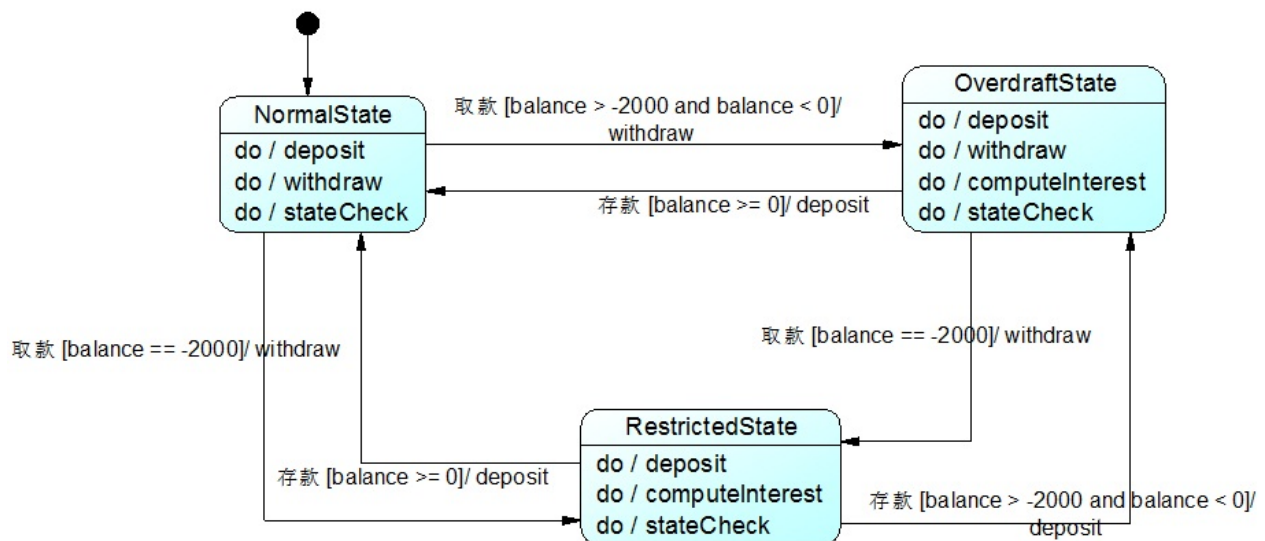 NormalState
do / deposit
do / withdraw
do / stateCheck
取款 [balance > -2000 and balance < 0]/
withdraw
OverdraftState
do / deposit
do / withdraw
do / computeInterest
do / stateCheck
存款 [balance >= 0]/ deposit
取款 [balance == -2000]/ withdraw
取款 [balance == -2000]/ withdraw
RestrictedState
do / deposit
do / computeInterest
do / stateCheck
存款 [balance >= 0]/ deposit
存款 [balance > -2000 and balance < 0]/
deposit